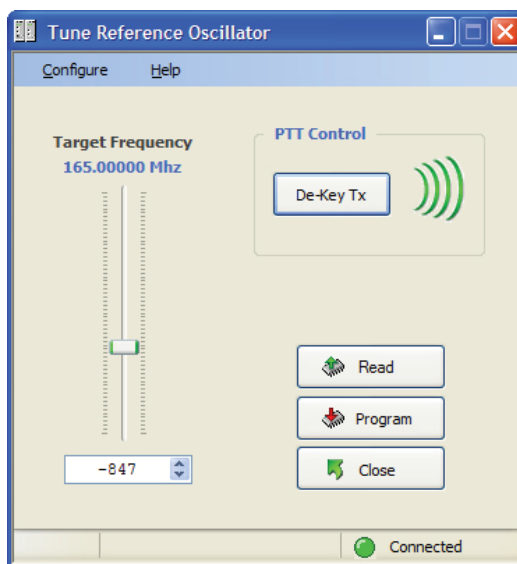 Tune Reference Oscillator
Configure Help
Target Frequency
165.00000 Mhz
PTT Control
De-Key Tx
Read
Program
-847
Close
Connected